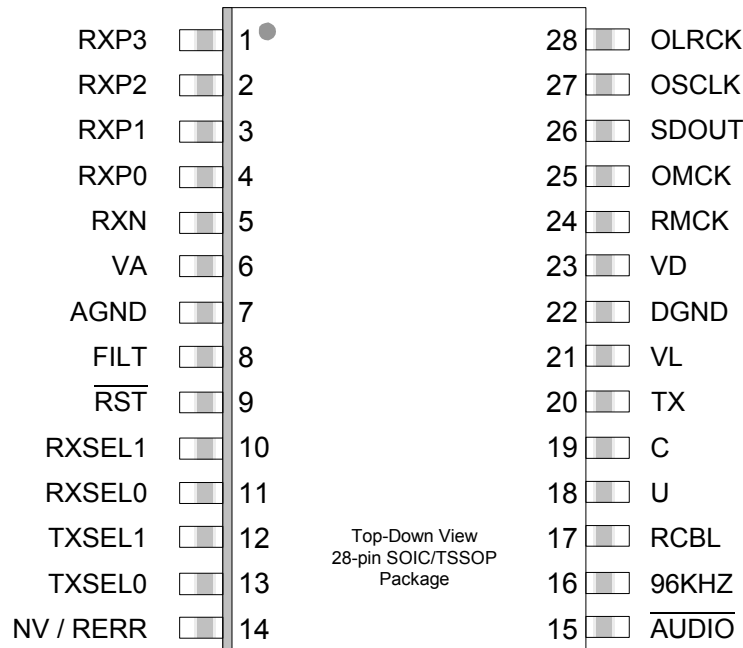 RXP3 1 28 OLRCK
RXP2 2 27 OSCLK
RXP1 3 26 SDOUT
RXP0 4 25 OMCK
RXN 5 24 RMCK
VA 6 23 VD
AGND 7 22 DGND
FILT 8 21 VL
RST 9 20 TX
RXSEL1 10 19 C
RXSEL0 11 18 U
TXSEL1 12 Top-Down View 17 RCBL
28-pin SOIC/TSSOP
TXSEL0 13 Package 16 96KHZ
NV / RERR 14 15 AUDIO